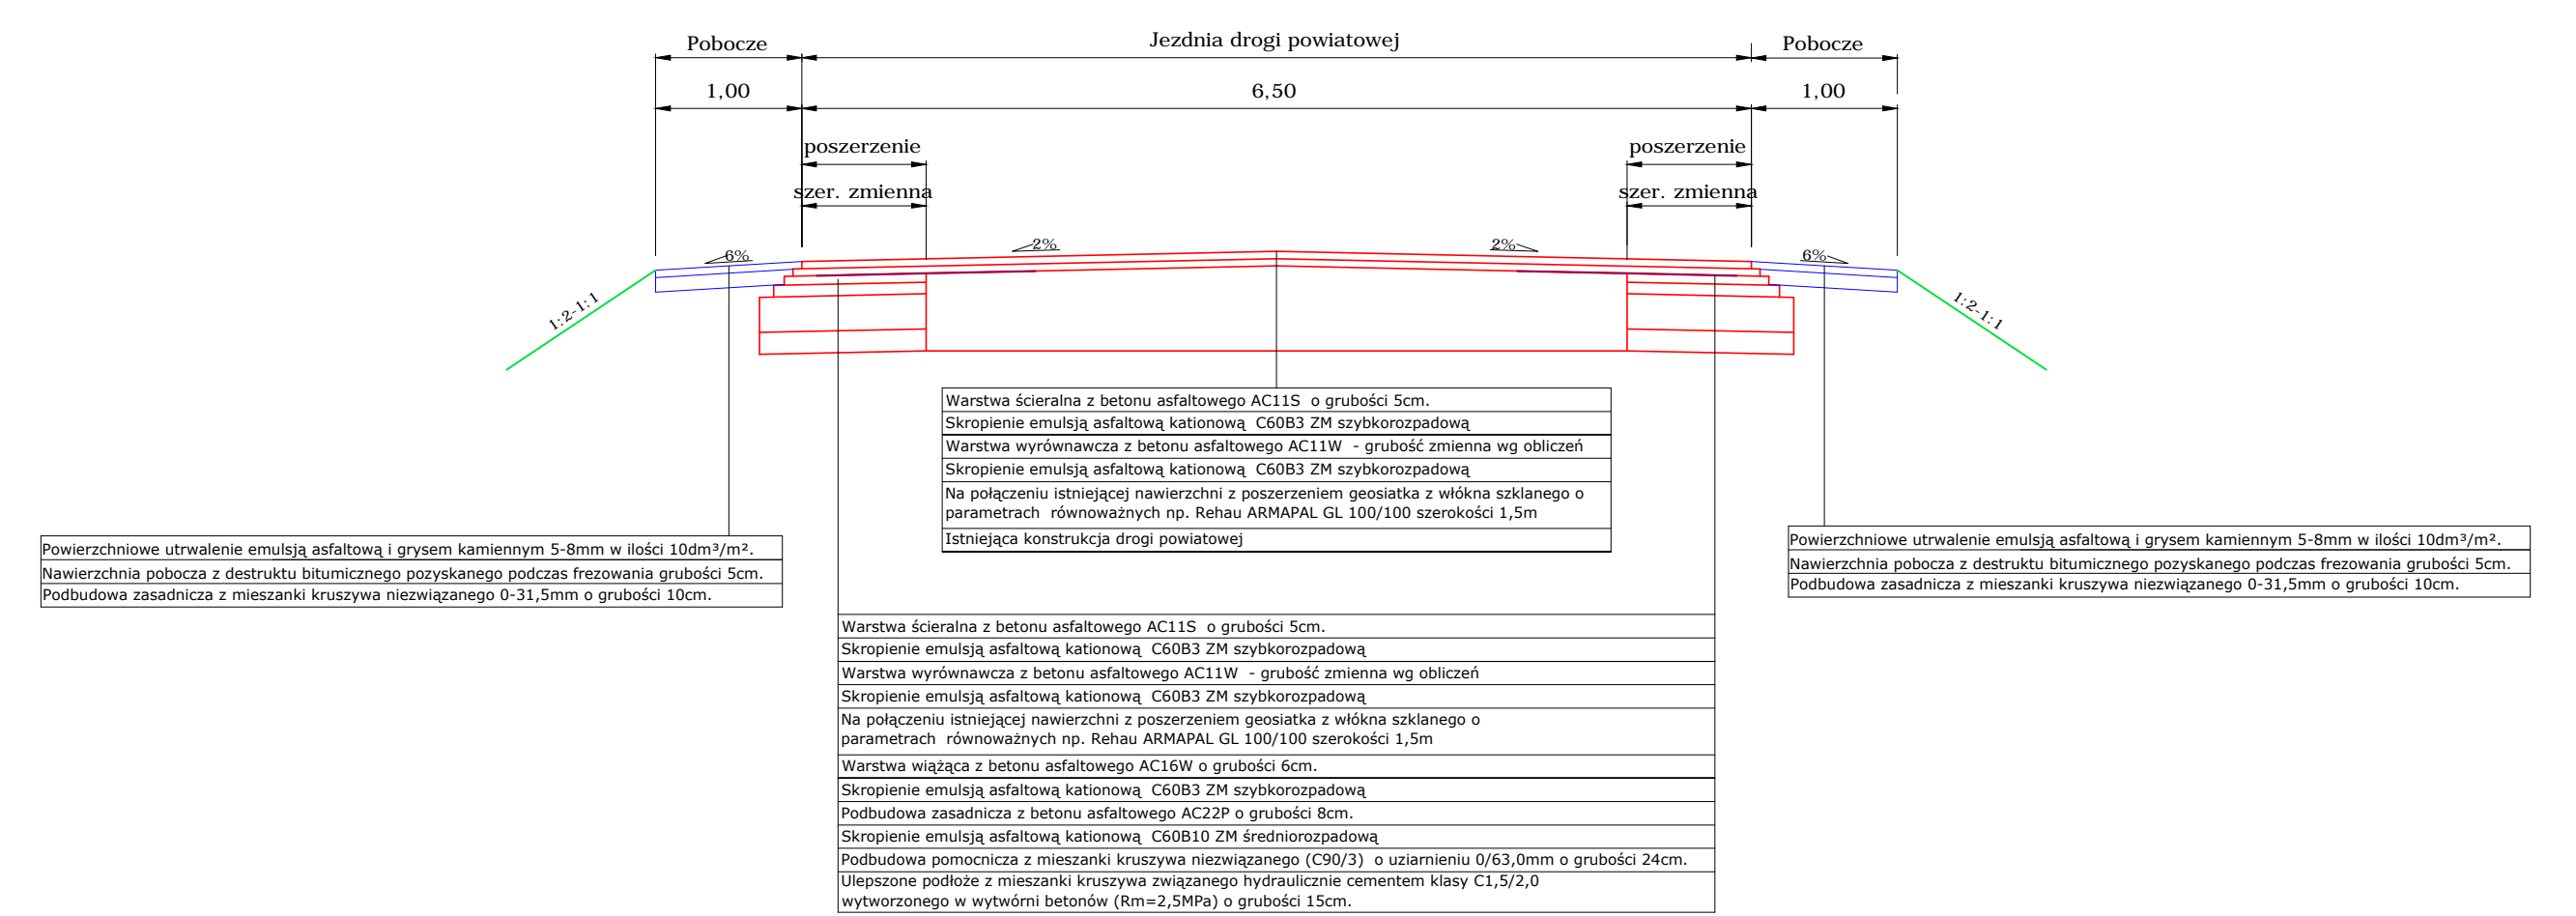 Pobocze
Jezdnia drogi powiatowej
Pobocze
1,00
6,50
1,00
poszerzenie
poszerzenie
szer. zmienna
szer. zmienna
6%
2%
2%
6%
1:2-1:1
1:2-1:1
Warstwa ścieralna z betonu asfaltowego AC11S o grubości 5cm.
Skropienie emulsją asfaltową kationową C60B3 ZM szybkorozpadową
Warstwa wyrównawcza z betonu asfaltowego AC11W - grubość zmienna wg obliczeń
Skropienie emulsją asfaltową kationową C60B3 ZM szybkorozpadową
Na połączeniu istniejącej nawierzchni z poszerzeniem geosiatka z włókna szklanego o
parametrach równoważnych np. Rehau ARMAPAL GL 100/100 szerokości 1,5m
Istniejąca konstrukcja drogi powiatowej
Powierzchniowe utrwalenie emulsją asfaltową i grysem kamiennym 5-8mm w ilości 10dm³/m².
Nawierzchnia pobocza z destruktu bitumicznego pozyskanego podczas frezowania grubości 5cm.
Podbudowa zasadnicza z mieszanki kruszywa niezwiązanego 0-31,5mm o grubości 10cm.
Powierzchniowe utrwalenie emulsją asfaltową i grysem kamiennym 5-8mm w ilości 10dm³/m².
Nawierzchnia pobocza z destruktu bitumicznego pozyskanego podczas frezowania grubości 5cm.
Podbudowa zasadnicza z mieszanki kruszywa niezwiązanego 0-31,5mm o grubości 10cm.
Warstwa ścieralna z betonu asfaltowego AC11S o grubości 5cm.
Skropienie emulsją asfaltową kationową C60B3 ZM szybkorozpadową
Warstwa wyrównawcza z betonu asfaltowego AC11W - grubość zmienna wg obliczeń
Skropienie emulsją asfaltową kationową C60B3 ZM szybkorozpadową
Na połączeniu istniejącej nawierzchni z poszerzeniem geosiatka z włókna szklanego o
parametrach równoważnych np. Rehau ARMAPAL GL 100/100 szerokości 1,5m
Warstwa wiążąca z betonu asfaltowego AC16W o grubości 6cm.
Skropienie emulsją asfaltową kationową C60B3 ZM szybkorozpadową
Podbudowa zasadnicza z betonu asfaltowego AC22P o grubości 8cm.
Skropienie emulsją asfaltową kationową C60B10 ZM średniorozpadową
Podbudowa pomocnicza z mieszanki kruszywa niezwiązanego (C90/3) o uziarnieniu 0/63,0mm o grubości 24cm.
Ulepszone podłoże z mieszanki kruszywa związanego hydraulicznie cementem klasy C1,5/2,0
wytworzonego w wytwórni betonów (Rm=2,5MPa) o grubości 15cm.